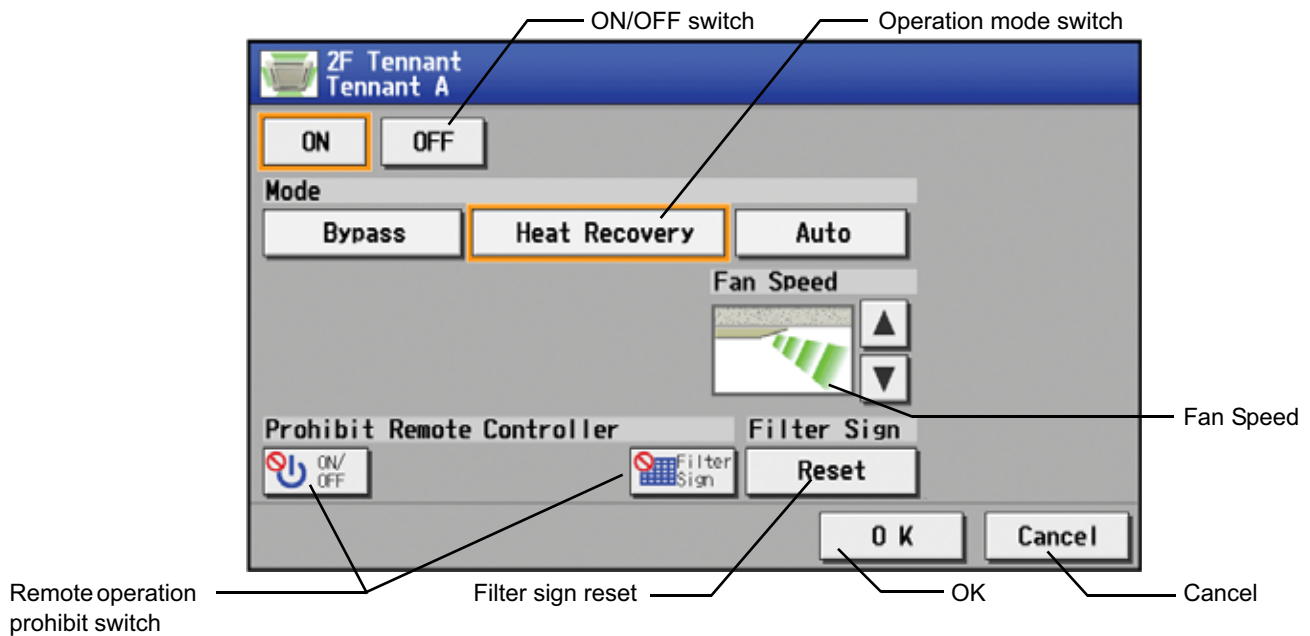 ON/OFF switch
Operation mode switch
2F Tennant
Tennant A
ON
OFF
Mode
Bypass
Heat Recovery
Auto
Fan Speed
Fan Speed
Prohibit Remote Controller
Filter Sign
ON/
OFF
Filter
Sign
Reset
O K
Cancel
Remote operation
prohibit switch
Filter sign reset
OK
Cancel